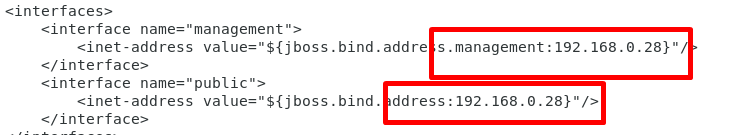 <interfaces>
<interface name="management">
<inet-address value="${jboss.bind.address.management:192.168.0.28}"/>
</interface>
<interface name="public">
<inet-address value="${jboss.bind.address:192.168.0.28}"/>
</interface>
</interfaces>